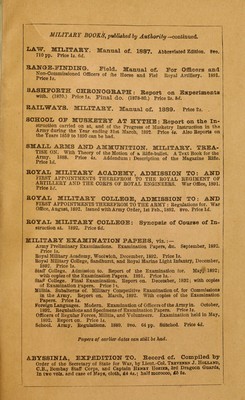 MILITARY BOOKS, published by Authority—continued.
LAW, MILITARY. Manual of. 1887. Abbreviated Edition. 8vo.
710 pp. Price 1s. 6d.
RANGE-FINDING. Field. Manual of. For Officers and
Non-Commissioned Officers of the Horse and Field Royal Artillery. 1891.
Price 1s.
BASHFORTH CHRONOGRAPH: Report on Experiments
with. (1870.) Price 1s. Final do. (1878-80.) Price 2s.
RAILWAYS. MILITARY. Manual of. 1889. Price
SCHOOL OF MUSKETRY AT HYTHE: Report on the In-
struction carried on at, and of the Progress of Musketry Instruction in the
Army during the Year ending 31st March, 1892. Price 4s. Also Reports on
the Years 1859 to 1892 can be had.
SMALL ARMS AND AMMUNITION. MILITARY. TREA-
TISE ON. With Theory of the Motion of a Rifle-bullet. A Text Book for the
Army. 1888. Price 4s. Addendum: Description of the Magazine Rifle.
Price 1d.
ROYAL MILITARY ACADEMY, ADMISSION TO: AND
FIRST APPOINTMENTS THEREFROM TO THE ROYAL REGIMENT OF
ARTILLERY AND THE CORPS OF ROYAL ENGINEERS. War Office, 1891.
Price 1d.
ROYAL MILITARY COLLEGE, ADMISSION TO; AND
FIRST APPOINTMENTS THEREFROM TO THE ARMY: Regulations for. War
Office, August, 1892. Issued with Army Order, 1st Feb., 1892. 8vo. Price 1d.
ROYAL MILITARY COLLEGE: Synopsis of Course of In-
struction at. 1892. Price 9d.
MILITARY EXAMINATION PAPERS, viz.:—
Army Preliminary Examinations. Examination Papers, &c. September, 1892.
Price 1s.
Royal Military Academy, Woolwich, December, 1892. Price 1s.
Royal Military College, Sandhurst, and Royal Marine Light Infantry, December,
1892. Price 1s.
Staff College, Admission to. Report of the Examination for. May, 1892;
with copies of the Examination Papers. 1892. Price 1s.
Staff College. Final Examinations. Report on. December, 1892; with copies
of Examination Papers. Price 1s.
Militia. Subalterns of. Military Competitive Examination of, for Commissions
in the Army. Report on. March, 1892. With copies of the Examination
Papers. Price 1s.
Foreign Languages. Modern. Examination of Officers of the Army in. October,
1891. Regulations and Specimens of Examination Papers. Price 1s.
Officers of Regular Forces, Militia, and Volunteers. Examination held in May,
1892. Report on. Price 1s.
School. Army. Regulations. 1890. 8vo. 44 pp. Stitched. Price 4d.
Papers of earlier dates can still be had.
ABYSSINIA, EXPEDITION TO. Record of. Compiled by
Order of the Secretary of State for War, by Lieut.-Col. TREVENEN J. HOLLAND,
C.B., Bombay Staff Corps, and Captain HENRY HOZIER, 3rd Dragoon Guards.
In two vols. and case of Maps, cloth, £4 4s.; half morocco, £5 5s.